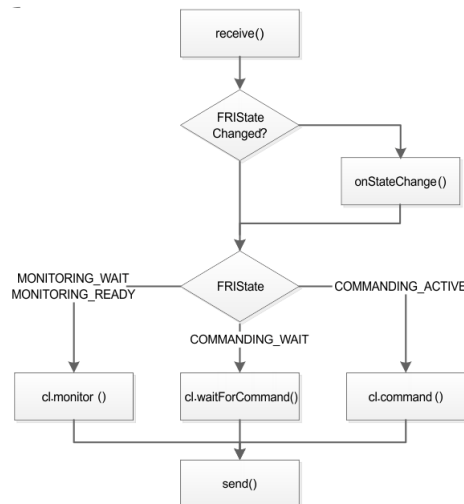 receive()
FRIState
Changed?
onStateChange()
FRIState
MONITORING_WAIT
MONITORING_READY
COMMANDING_ACTIVE
COMMANDING_WAIT
cl.monitor ()
cl.waitForCommand()
cl.command ()
send()